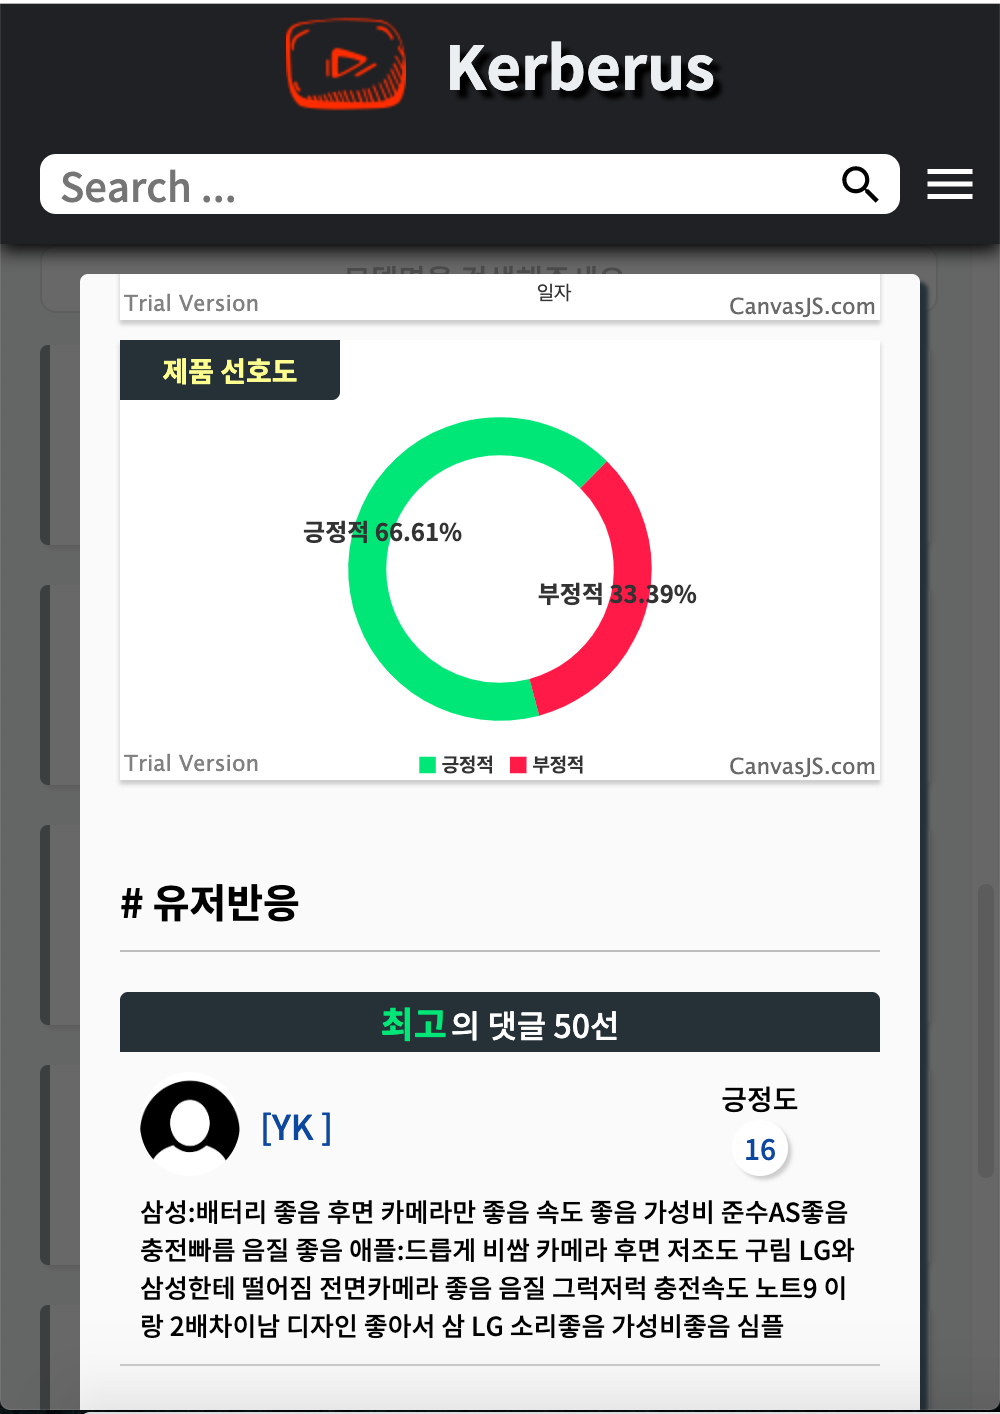 Kerberus
Search ...
일자
Trial Version
CanvasJS.com
제품 선호도
긍정적 66.61%
부정적 33.39%
긍정적 부정적
Trial Version
CanvasJS.com
# 유저반응
최고의 댓글 50선
긍정도
[YK ]
16
삼성:배터리 좋음 후면 카메라만 좋음 속도 좋음 가성비 준수AS좋음
충전빠름 음질 좋음 애플:드릅게 비쌈 카메라 후면 저조도 구림 LG와
삼성한테 떨어짐 전면카메라 좋음 음질 그럭저럭 충전속도 노트9 이
랑 2배차이남 디자인 좋아서 삼 LG 소리좋음 가성비좋음 심플